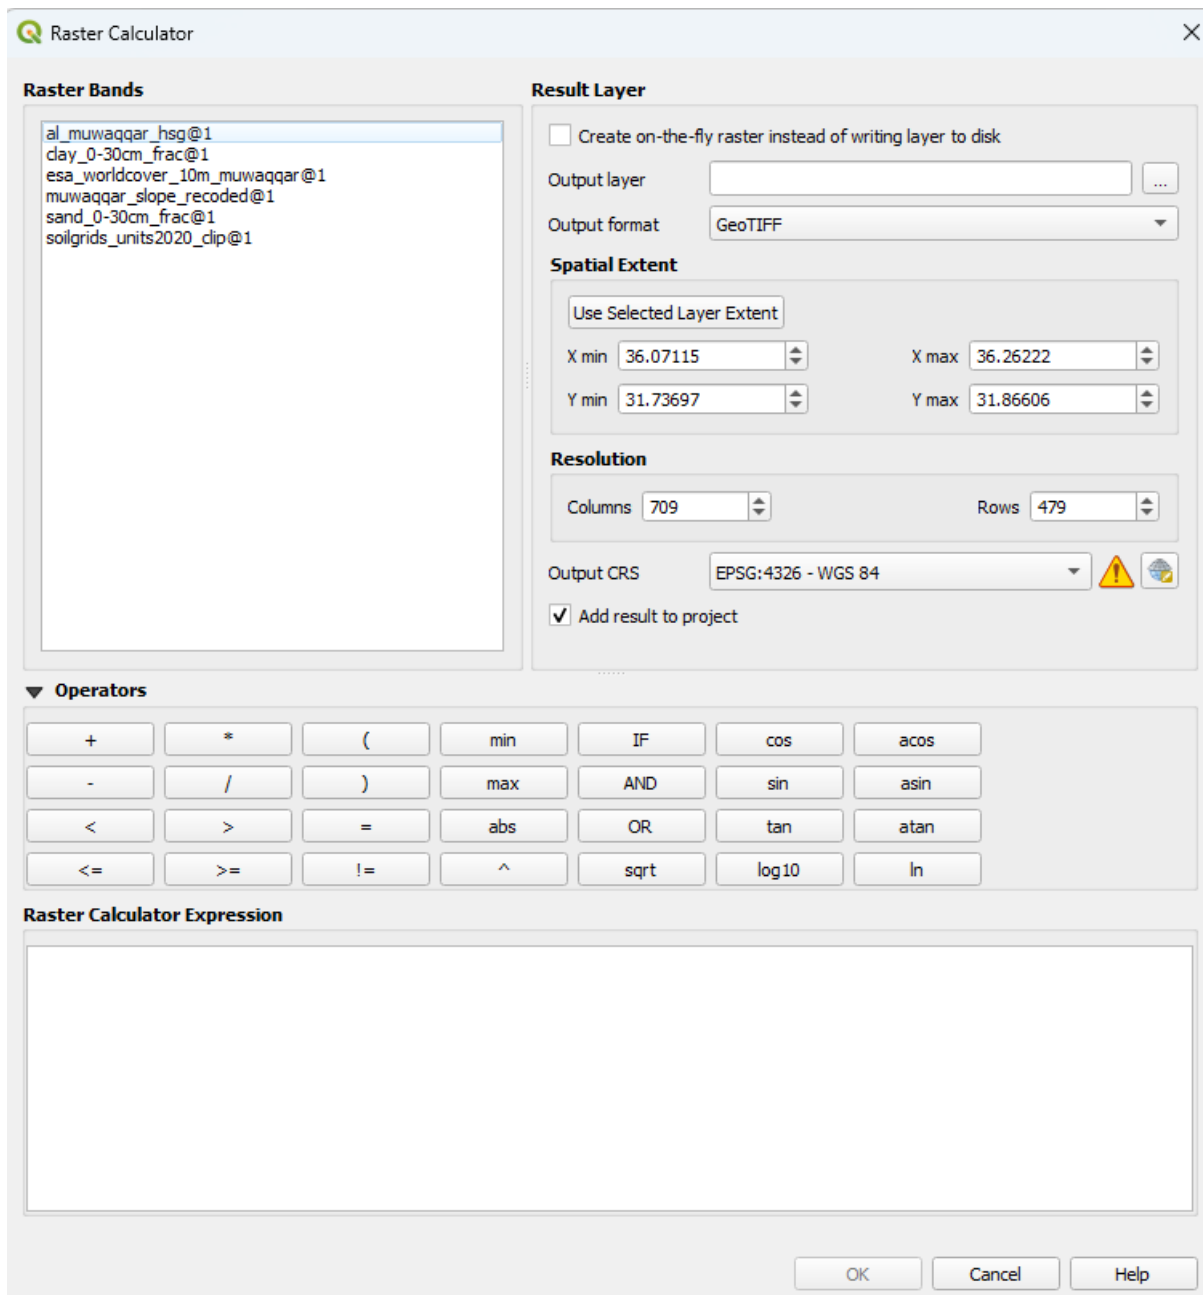 Raster Calculator
Raster Bands
al_muwaqqar_hsg@1
clay_0-30cm_frac@1
esa_worldcover_10m_muwaqqar@1
muwaqqar_slope_recoded@1
sand_0-30cm_frac@1
soilgrids_units2020_clip@1
Result Layer
Create on-the-fly raster instead of writing layer to disk
Output layer
...
Output format GeoTIFF
Spatial Extent
Use Selected Layer Extent
X min 36.07115 X max 36.26222
Y min 31.73697 Y max 31.86606
Resolution
Columns 709 Rows 479
Output CRS EPSG:4326 - WGS 84
Add result to project
Operators
+ * ( min IF cos acos
- / ) max AND sin asin
< > = abs OR tan atan
<= >= != ^ sqrt log10 ln
Raster Calculator Expression
OK Cancel Help